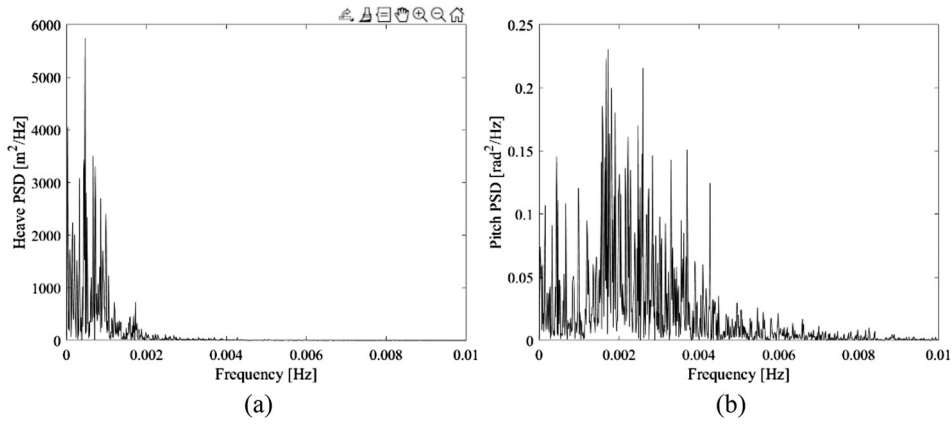 6000
5000
4000
3000
2000
1000
0
Heave PSD [m²/Hz]
0 0.002 0.004 0.006 0.008 0.01
Frequency [Hz]
(a)
0.25
0.2
0.15
0.1
0.05
0
Pitch PSD [rad²/Hz]
0 0.002 0.004 0.006 0.008 0.01
Frequency [Hz]
(b)